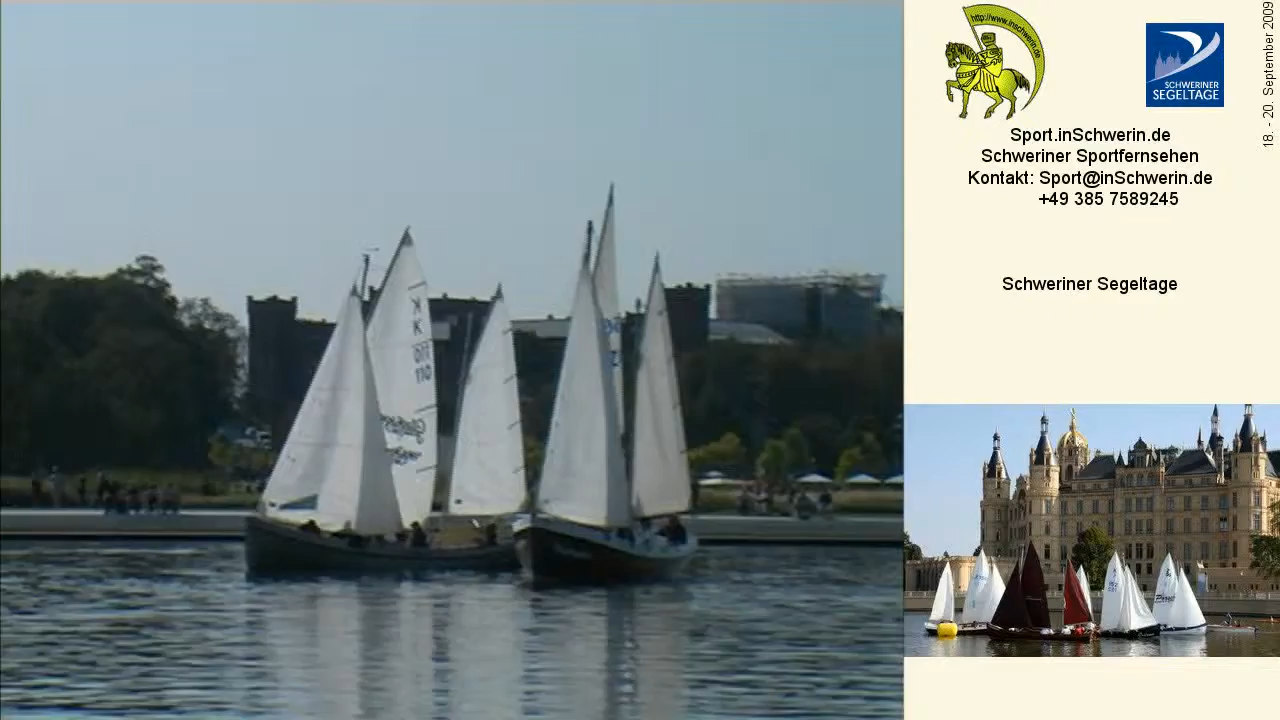 http://www.inschwerin.de
SCHWERINER
SEGELTAGE
18. - 20. September 2009
Sport.inSchwerin.de
Schweriner Sportfernsehen
Kontakt: Sport@inSchwerin.de
+49 385 7589245
Schweriner Segeltage
K
K